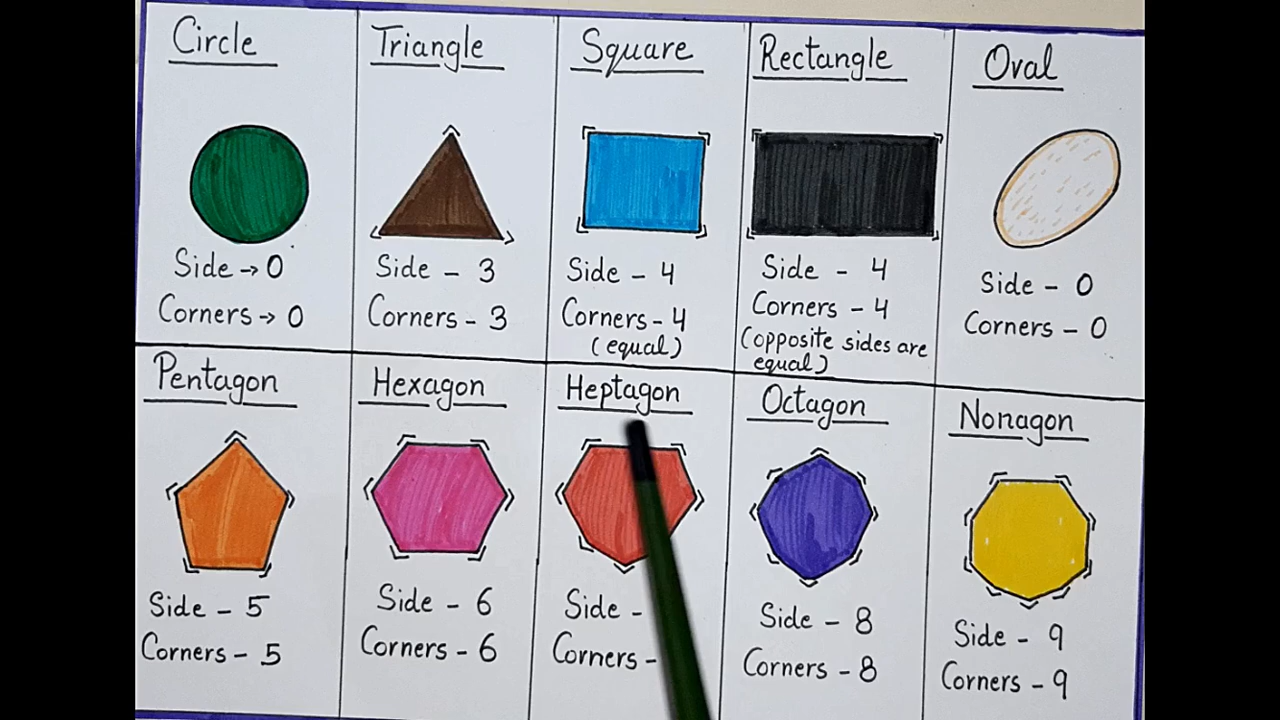 Circle
Side → 0
Corners → 0
Triangle
Side - 3
Corners - 3
Square
Side - 4
Corners - 4
(equal)
Rectangle
Side - 4
Corners - 4
(opposite sides are
equal)
Oval
Side - 0
Corners - 0
Pentagon
Side - 5
Corners - 5
Hexagon
Side - 6
Corners - 6
Heptagon
Side -
Corners -
Octagon
Side - 8
Corners - 8
Nonagon
Side - 9
Corners - 9